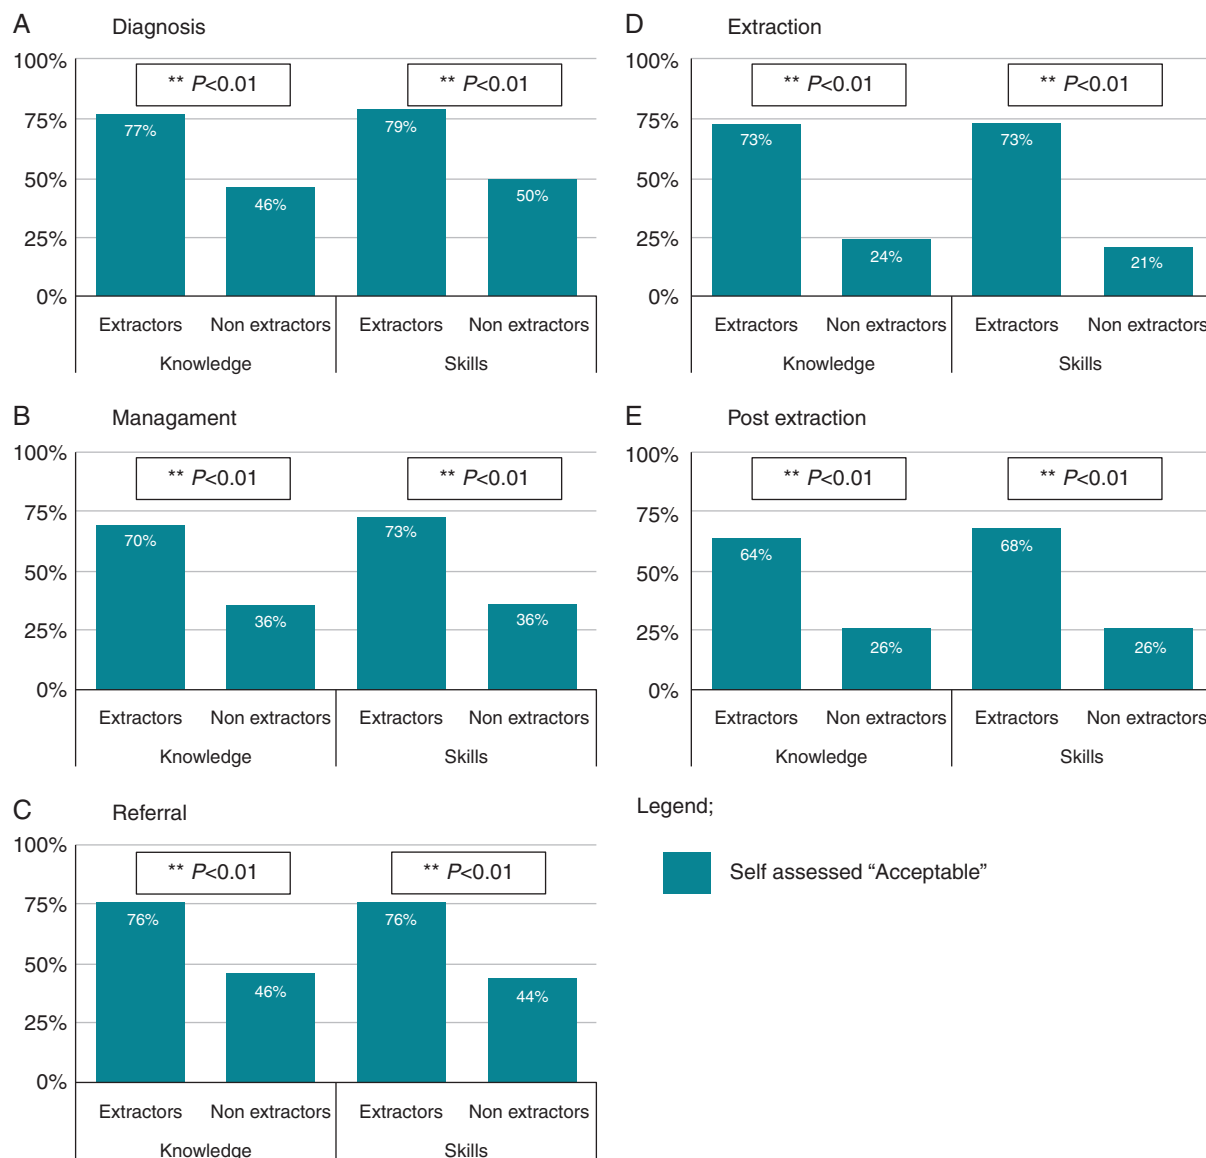 A Diagnosis
100%
75%
50%
25%
0%
** P<0.01
** P<0.01
77%
46%
79%
50%
Extractors Non extractors Extractors Non extractors
Knowledge Skills
B Managament
100%
75%
50%
25%
0%
** P<0.01
** P<0.01
70%
36%
73%
36%
Extractors Non extractors Extractors Non extractors
Knowledge Skills
C Referral
100%
75%
50%
25%
0%
** P<0.01
** P<0.01
76%
46%
76%
44%
Extractors Non extractors Extractors Non extractors
Knowledge Skills
D Extraction
100%
75%
50%
25%
0%
** P<0.01
** P<0.01
73%
24%
73%
21%
Extractors Non extractors Extractors Non extractors
Knowledge Skills
E Post extraction
100%
75%
50%
25%
0%
** P<0.01
** P<0.01
64%
26%
68%
26%
Extractors Non extractors Extractors Non extractors
Knowledge Skills
Legend;
Self assessed “Acceptable”